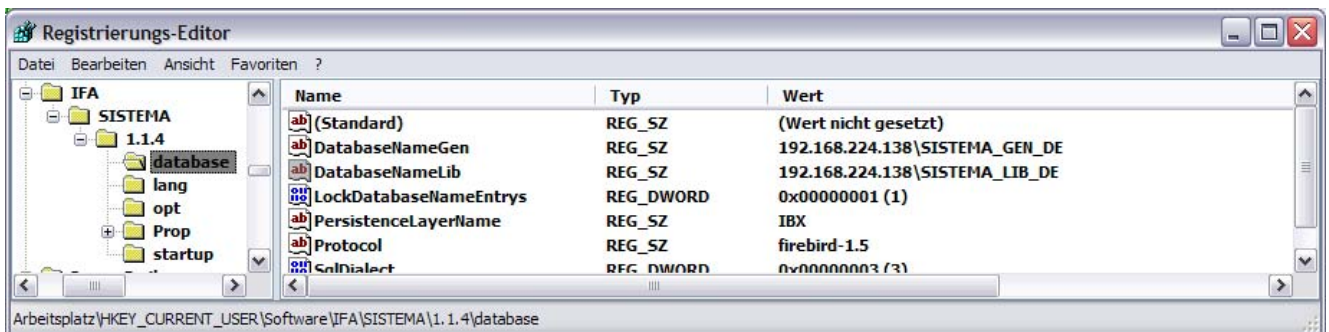 Registrierungs-Editor
Datei Bearbeiten Ansicht Favoriten ?
IFA
SISTEMA
1.1.4
database
lang
opt
Prop
startup
Name Typ Wert
(Standard) REG_SZ (Wert nicht gesetzt)
DatabaseNameGen REG_SZ 192.168.224.138\SISTEMA_GEN_DE
DatabaseNameLib REG_SZ 192.168.224.138\SISTEMA_LIB_DE
LockDatabaseNameEntrys REG_DWORD 0x00000001 (1)
PersistenceLayerName REG_SZ IBX
Protocol REG_SZ firebird-1.5
SqlDialect REG_DWORD 0x00000003 (3)
Arbeitsplatz\HKEY_CURRENT_USER\Software\IFA\SISTEMA\1.1.4\database